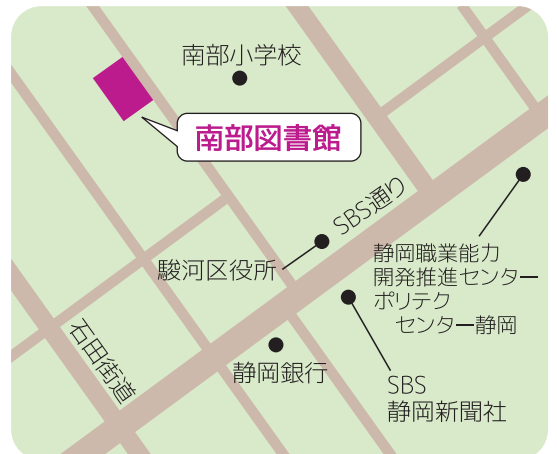 南部小学校
南部図書館
SBS通り
駿河区役所
静岡職業能力
開発推進センター
ポリテク
センター静岡
石田街道
静岡銀行
SBS
静岡新聞社